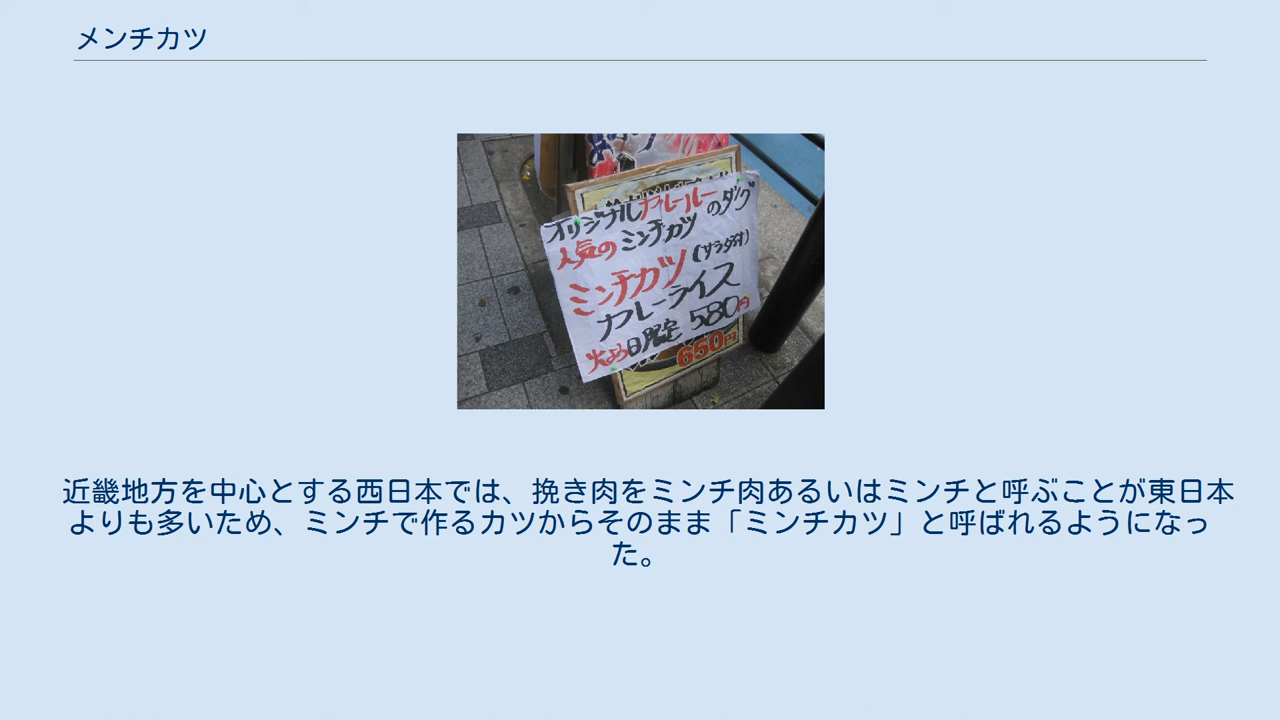 メンチカツ
オリジナルカレールーのタッグ
人気のミンチカツ
ミンチカツ(サラダ付)
カレーライス
日限定 580円
650円
近畿地方を中心とする西日本では、挽き肉をミンチ肉あるいはミンチと呼ぶことが東日本
よりも多いため、ミンチで作るカツからそのまま「ミンチカツ」と呼ばれるようになっ
た。